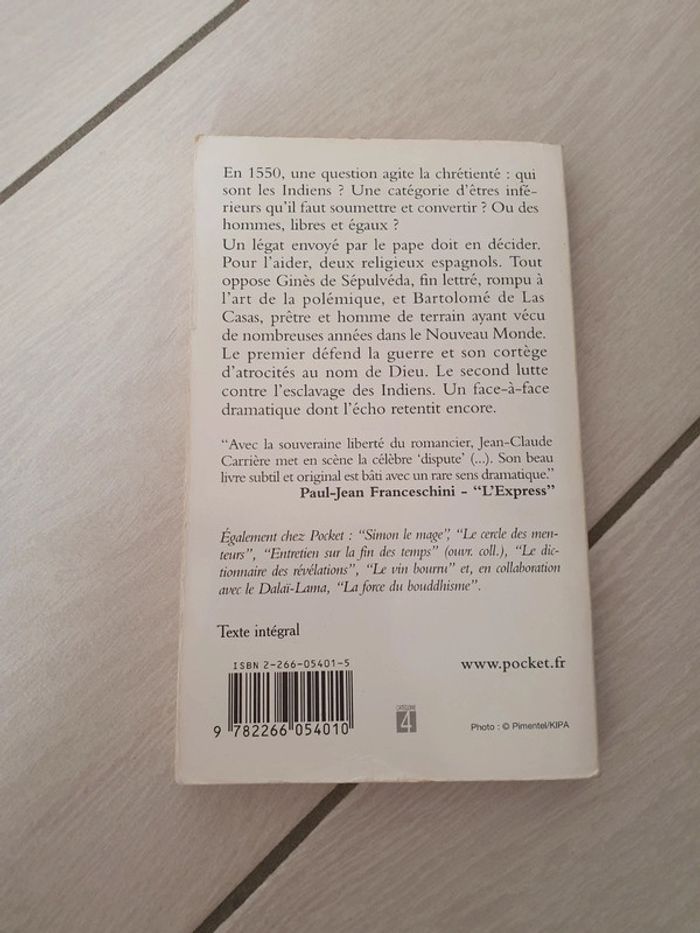 En 1550, une question agite la chrétienté : qui
sont les Indiens ? Une catégorie d'êtres infé-
rieurs qu'il faut soumettre et convertir ? Ou des
hommes, libres et égaux ?
Un légat envoyé par le pape doit en décider.
Pour l'aider, deux religieux espagnols. Tout
oppose Ginès de Sépulvéda, fin lettré, rompu à
l'art de la polémique, et Bartolomé de Las
Casas, prêtre et homme de terrain ayant vécu
de nombreuses années dans le Nouveau Monde.
Le premier défend la guerre et son cortège
d'atrocités au nom de Dieu. Le second lutte
contre l'esclavage des Indiens. Un face-à-face
dramatique dont l'écho retentit encore.
“Avec la souveraine liberté du romancier, Jean-Claude
Carrière met en scène la célèbre ‘dispute’ (...). Son beau
livre subtil et original est bâti avec un rare sens dramatique.”
Paul-Jean Franceschini - “L'Express”
Également chez Pocket : “Simon le mage”, “Le cercle des men-
teurs”, “Entretien sur la fin des temps” (ouvr. coll.), “Le dic-
tionnaire des révélations”, “Le vin bourru” et, en collaboration
avec le Dalaï-Lama, “La force du bouddhisme”.
Texte intégral
ISBN 2-266-05401-5
www.pocket.fr
9 782266 054010
CATÉGORIE
4
Photo : © Pimentel/KIPA